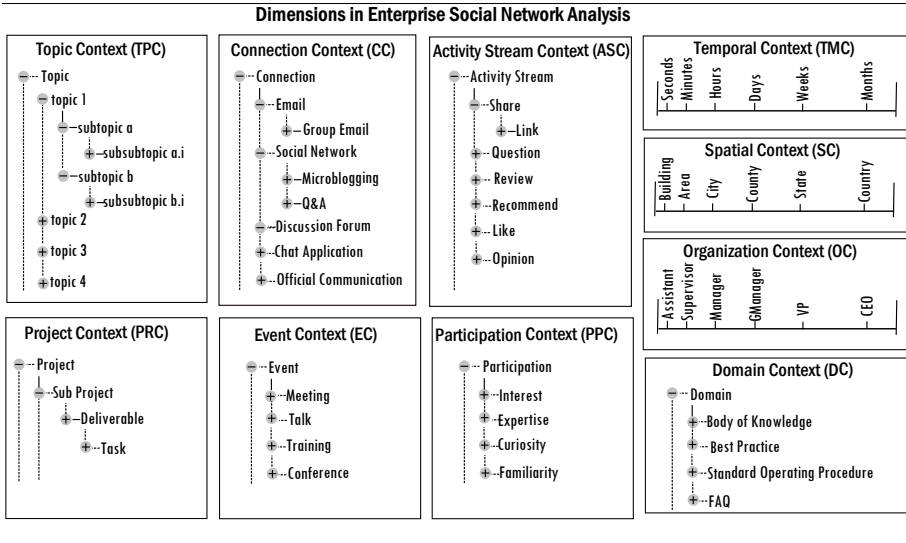 Dimensions in Enterprise Social Network Analysis
Topic Context (TPC)
Topic
topic 1
subtopic a
subsubtopic a.i
subtopic b
subsubtopic b.i
topic 2
topic 3
topic 4
Connection Context (CC)
Connection
Email
Group Email
Social Network
Microblogging
Q&A
Discussion Forum
Chat Application
Official Communication
Activity Stream Context (ASC)
Activity Stream
Share
Link
Question
Review
Recommend
Like
Opinion
Temporal Context (TMC)
Seconds
Minutes
Hours
Days
Weeks
Months
Spatial Context (SC)
Building
Area
City
County
State
Country
Organization Context (OC)
Assistant
Supervisor
Manager
GManager
VP
CEO
Project Context (PRC)
Project
Sub Project
Deliverable
Task
Event Context (EC)
Event
Meeting
Talk
Training
Conference
Participation Context (PPC)
Participation
Interest
Expertise
Curiosity
Familiarity
Domain Context (DC)
Domain
Body of Knowledge
Best Practice
Standard Operating Procedure
FAQ